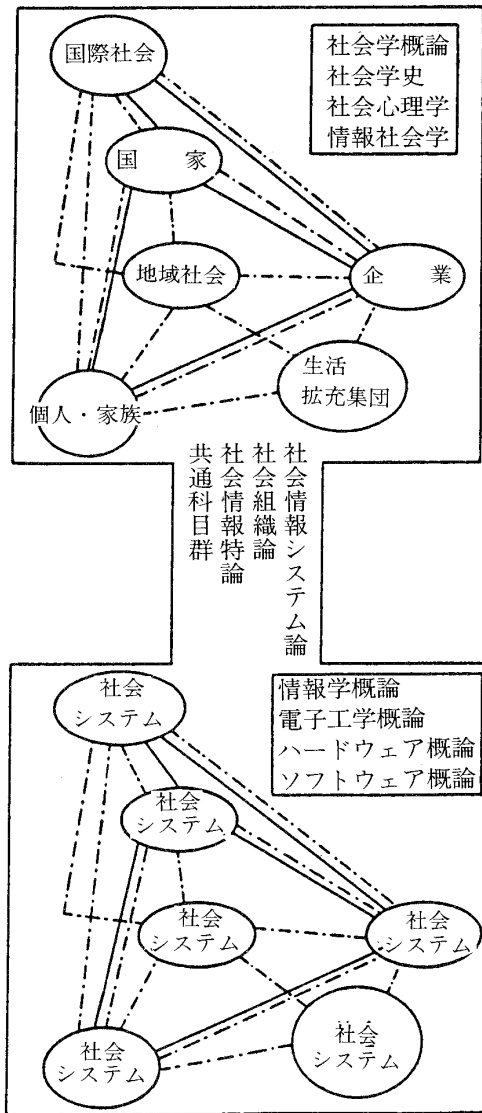 国際社会
社会学概論
社会学史
社会心理学
情報社会学
国　家
地域社会
企　業
生活
拡充集団
個人・家族
社会情報システム論
社会組織論
社会情報特論
共通科目群
社会
システム
情報学概論
電子工学概論
ハードウェア概論
ソフトウェア概論
社会
システム
社会
システム
社会
システム
社会
システム
社会
システム